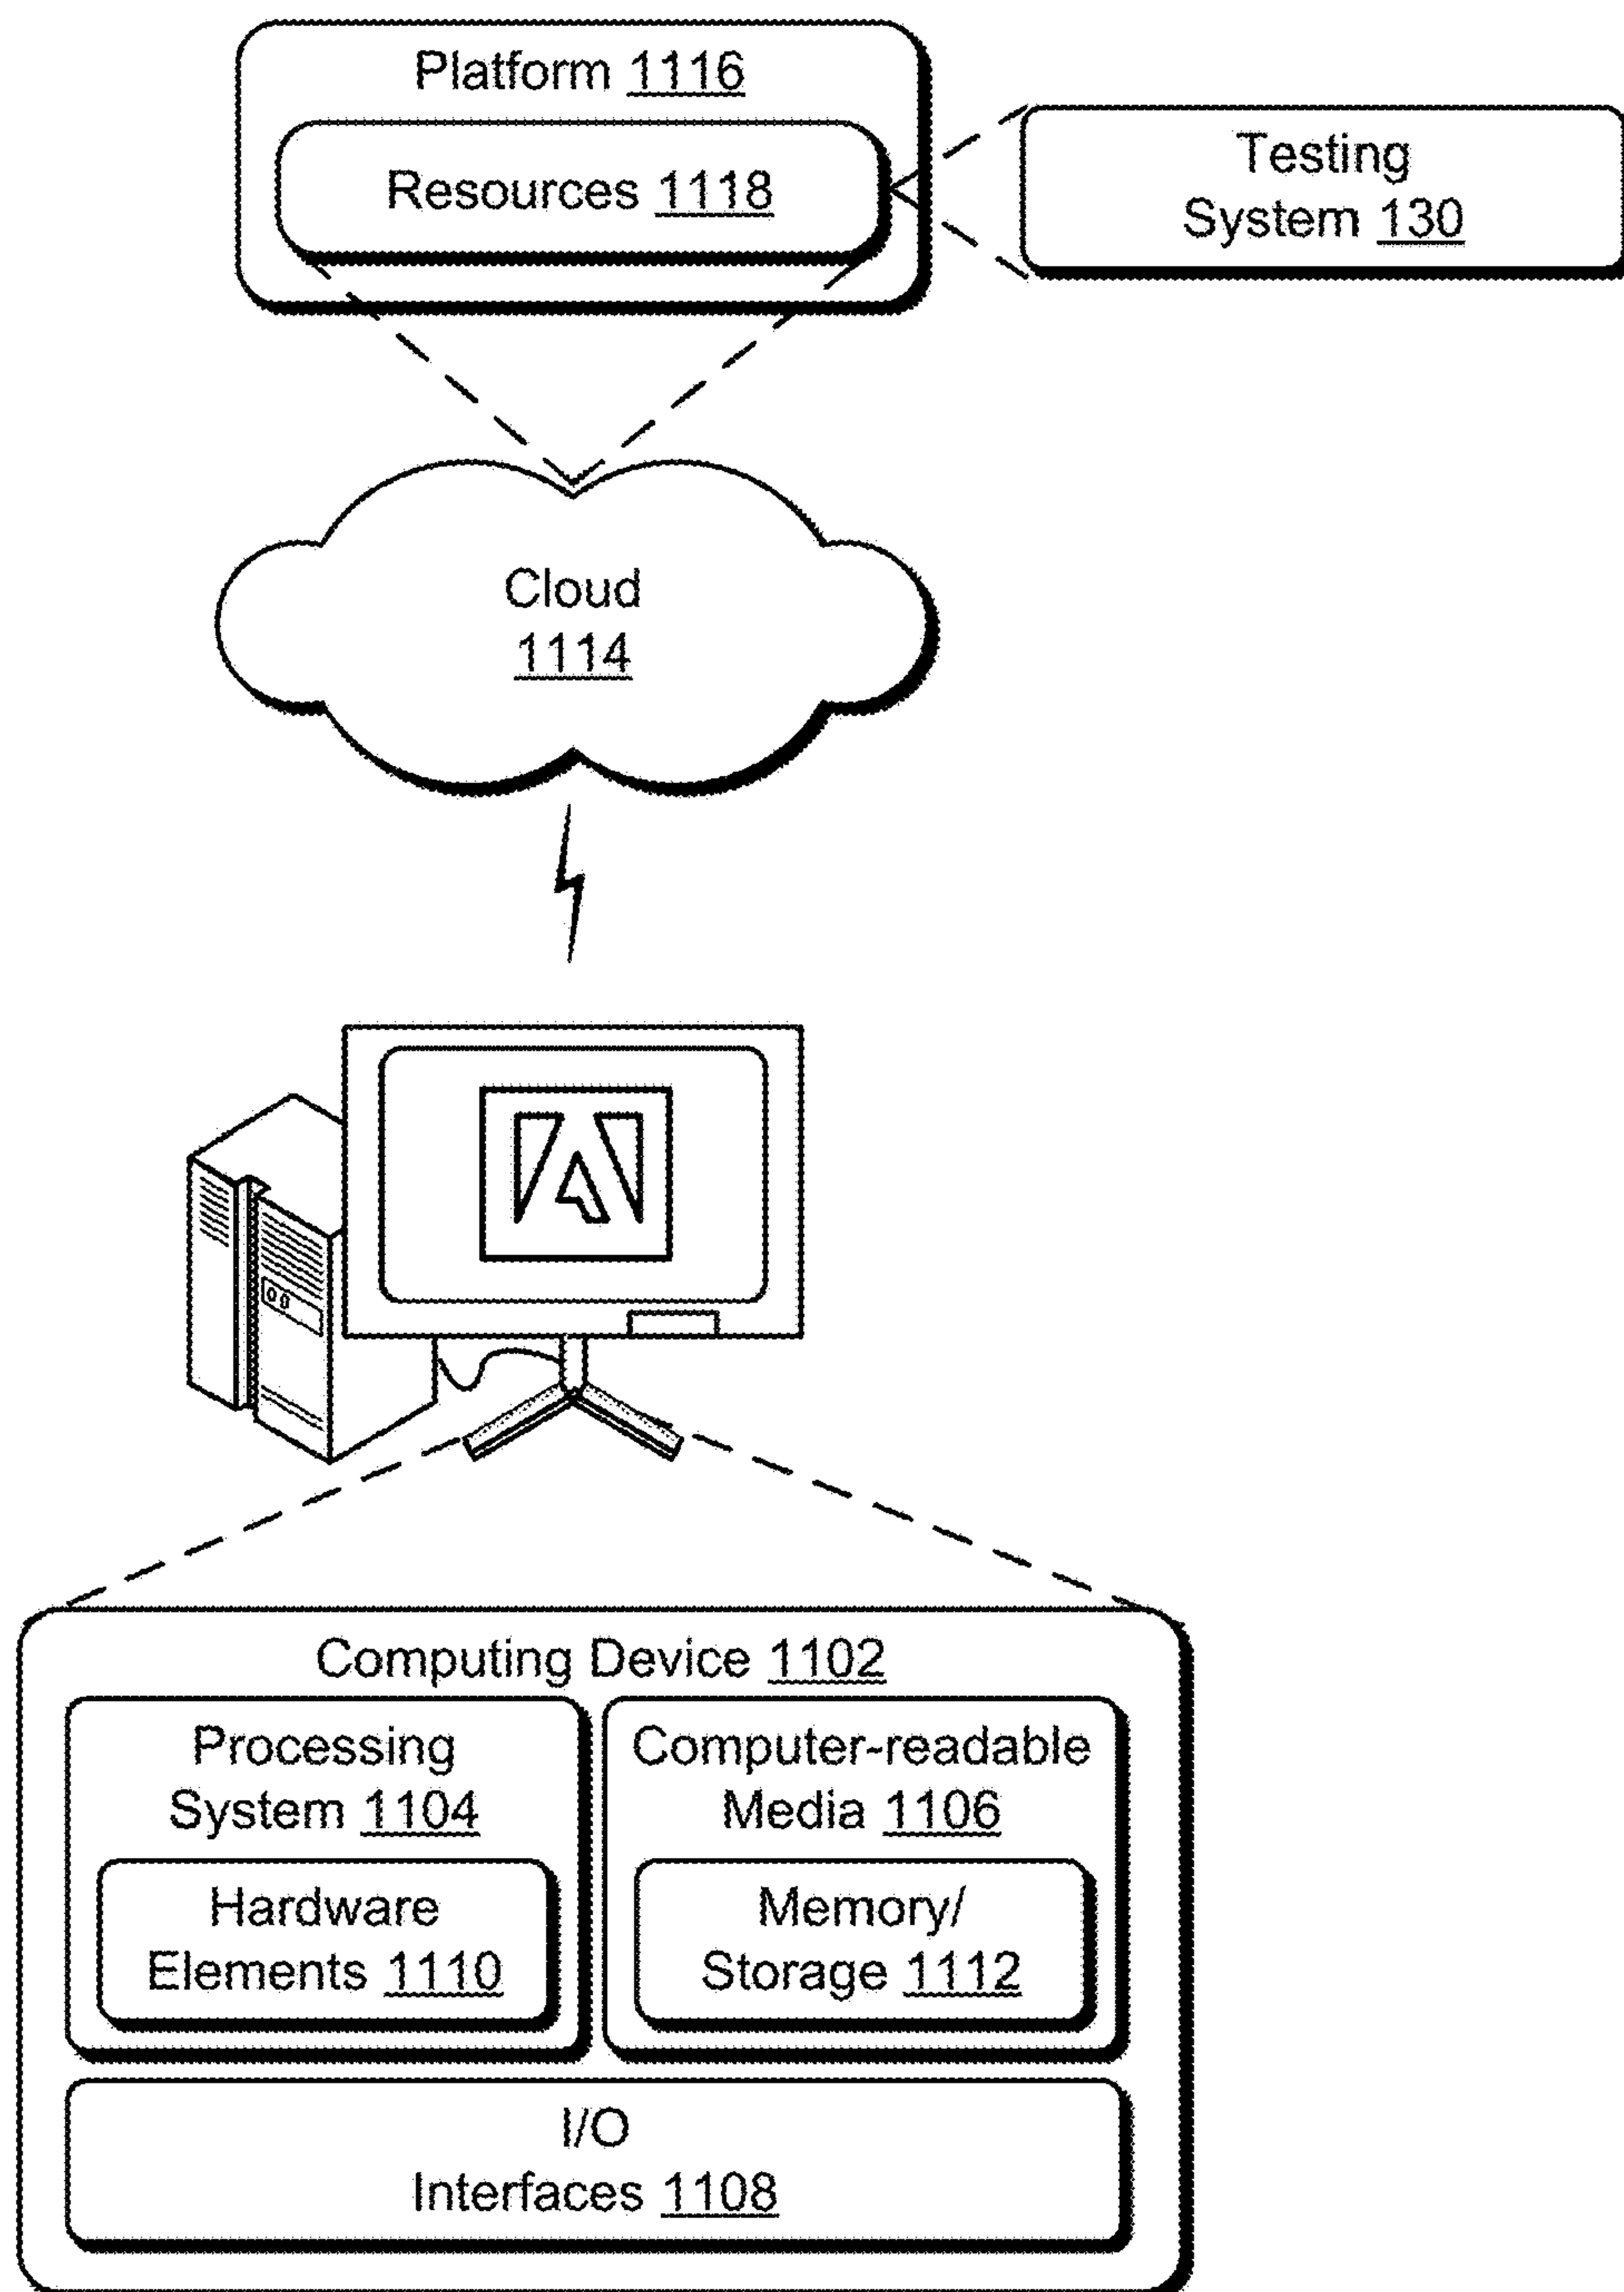 Platform 1116
Resources 1118
Testing
System 130
Cloud
1114
Computing Device 1102
Processing
System 1104
Hardware
Elements 1110
Computer-readable
Media 1106
Memory/
Storage 1112
I/O
Interfaces 1108